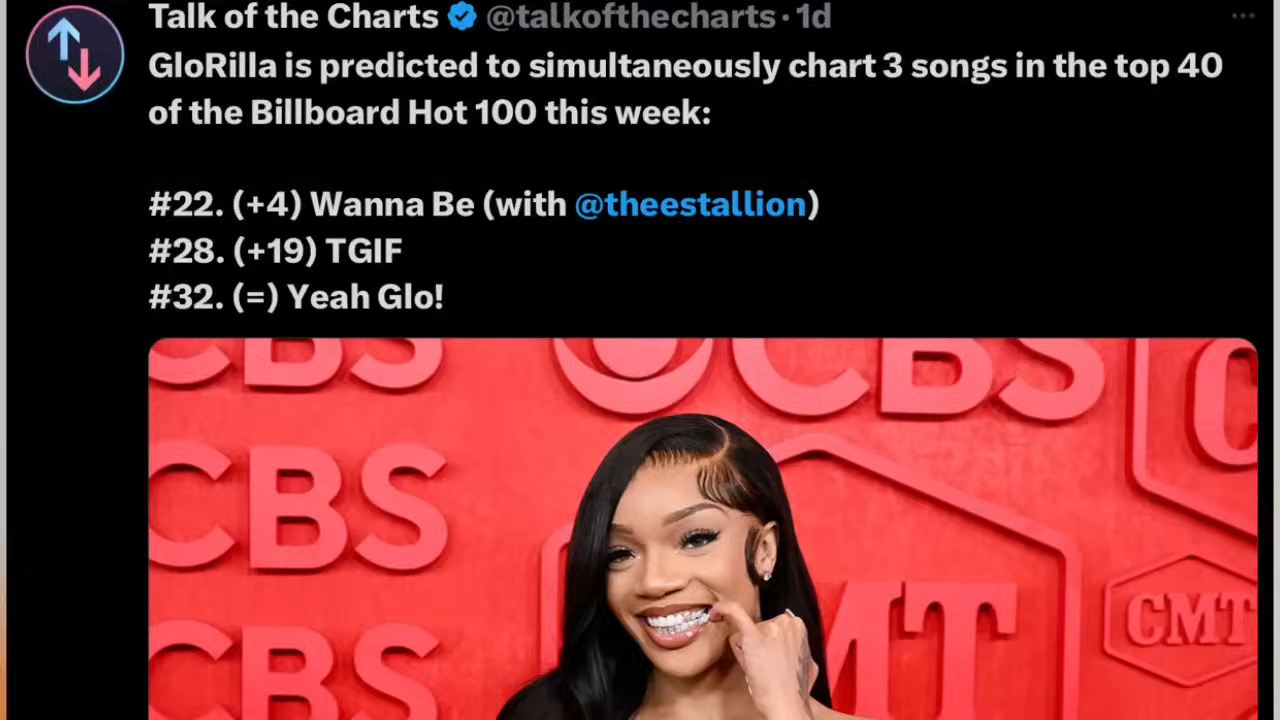 Talk of the Charts @talkofthecharts · 1d
GloRilla is predicted to simultaneously chart 3 songs in the top 40
of the Billboard Hot 100 this week:
#22. (+4) Wanna Be (with @theestallion)
#28. (+19) TGIF
#32. (=) Yeah Glo!
CBS
CBS
CBS
CMT
CMT
CBS